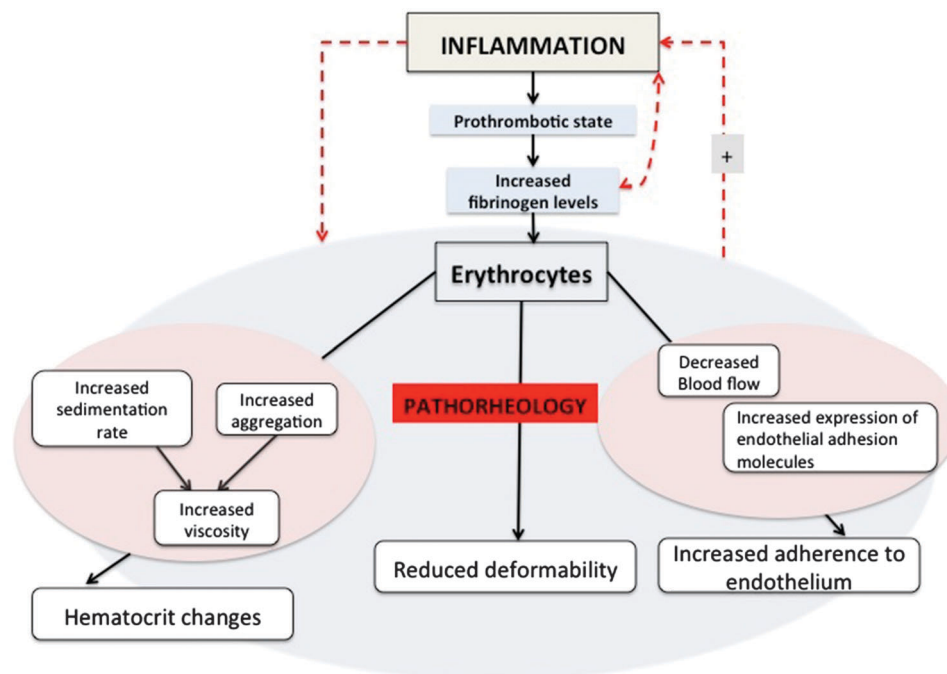 INFLAMMATION
Prothrombotic state
+
Increased
fibrinogen levels
Erythrocytes
Increased
sedimentation
rate
Increased
aggregation
Increased
viscosity
Hematocrit changes
PATHORHEOLOGY
Reduced deformability
Decreased
Blood flow
Increased expression of
endothelial adhesion
molecules
Increased adherence to
endothelium